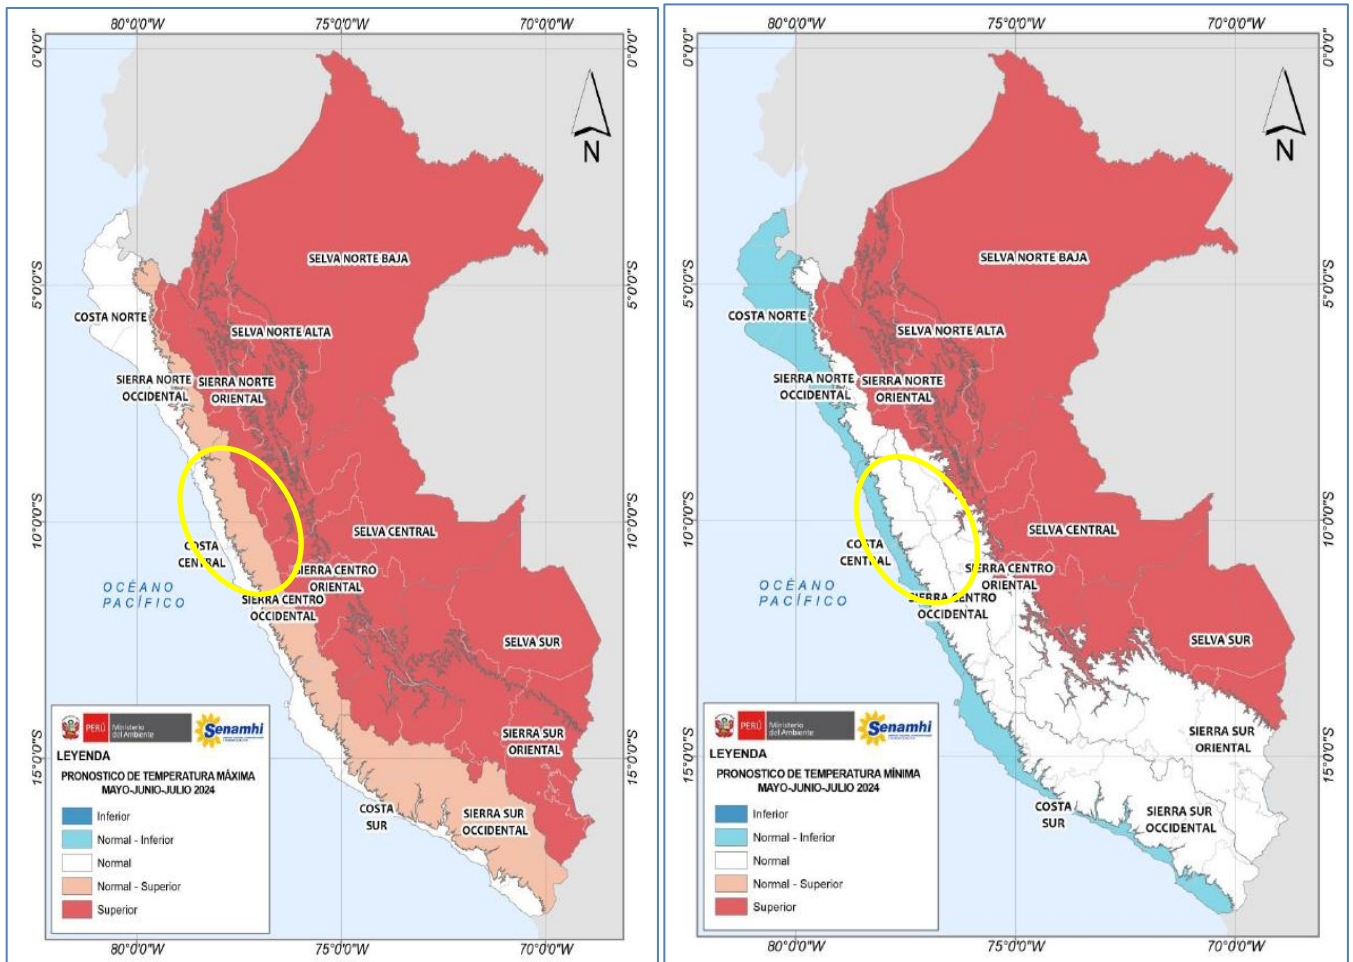 80°0'0"W 75°0'0"W 70°0'0"W
0°0'0"
0°0'0"
N
SELVA NORTE BAJA
5°0'0"S
5°0'0"S
COSTA NORTE
SELVA NORTE ALTA
SIERRA NORTE
OCCIDENTAL
SIERRA NORTE
ORIENTAL
10°0'0"S
10°0'0"S
SELVA CENTRAL
COSTA
CENTRAL
SIERRA CENTRO
ORIENTAL
OCÉANO
PACÍFICO
SIERRA CENTRO
OCCIDENTAL
SELVA SUR
SIERRA SUR
ORIENTAL
15°0'0"S
15°0'0"S
COSTA
SUR
SIERRA SUR
OCCIDENTAL
PERÚ
Ministerio
del Ambiente
Senamhi
LEYENDA
PRONOSTICO DE TEMPERATURA MÁXIMA
MAYO-JUNIO-JULIO 2024
Inferior
Normal - Inferior
Normal
Normal - Superior
Superior
80°0'0"W 75°0'0"W 70°0'0"W
80°0'0"W 75°0'0"W 70°0'0"W
0°0'0"
0°0'0"
N
SELVA NORTE BAJA
5°0'0"S
5°0'0"S
COSTA NORTE
SELVA NORTE ALTA
SIERRA NORTE
OCCIDENTAL
SIERRA NORTE
ORIENTAL
10°0'0"S
10°0'0"S
SELVA CENTRAL
COSTA
CENTRAL
SIERRA CENTRO
ORIENTAL
OCÉANO
PACÍFICO
SIERRA CENTRO
OCCIDENTAL
SELVA SUR
SIERRA SUR
ORIENTAL
15°0'0"S
15°0'0"S
COSTA
SUR
SIERRA SUR
OCCIDENTAL
PERÚ
Ministerio
del Ambiente
Senamhi
LEYENDA
PRONOSTICO DE TEMPERATURA MÍNIMA
MAYO-JUNIO-JULIO 2024
Inferior
Normal - Inferior
Normal
Normal - Superior
Superior
80°0'0"W 75°0'0"W 70°0'0"W